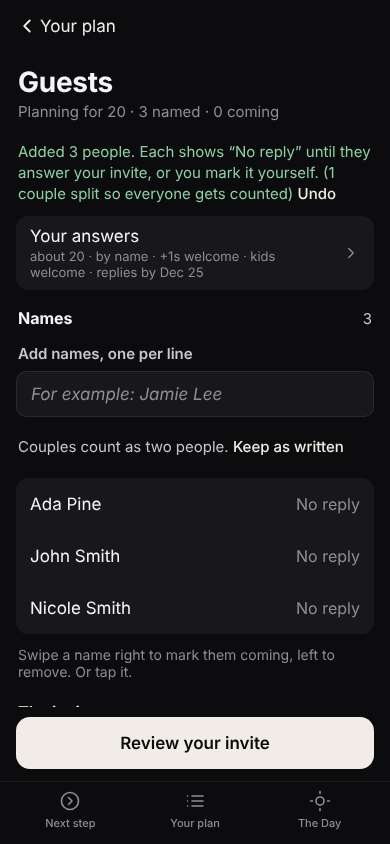 Your plan
Guests
Planning for 20 · 3 named · 0 coming
Added 3 people. Each shows “No reply” until they
answer your invite, or you mark it yourself. (1
couple split so everyone gets counted) Undo
Your answers
about 20 · by name · +1s welcome · kids
welcome · replies by Dec 25
Names 3
Add names, one per line
For example: Jamie Lee
Couples count as two people. Keep as written
Ada Pine No reply
John Smith No reply
Nicole Smith No reply
Swipe a name right to mark them coming, left to
remove. Or tap it.
Review your invite
Next step Your plan The Day